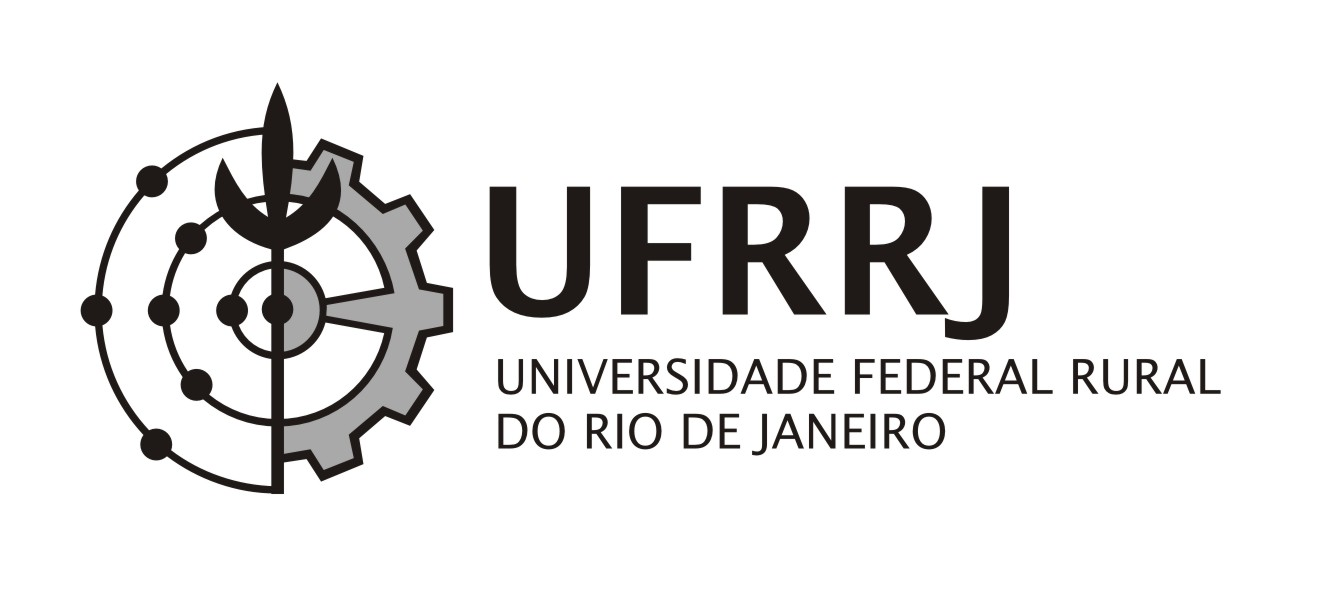 UFRRJ
UNIVERSIDADE FEDERAL RURAL
DO RIO DE JANEIRO